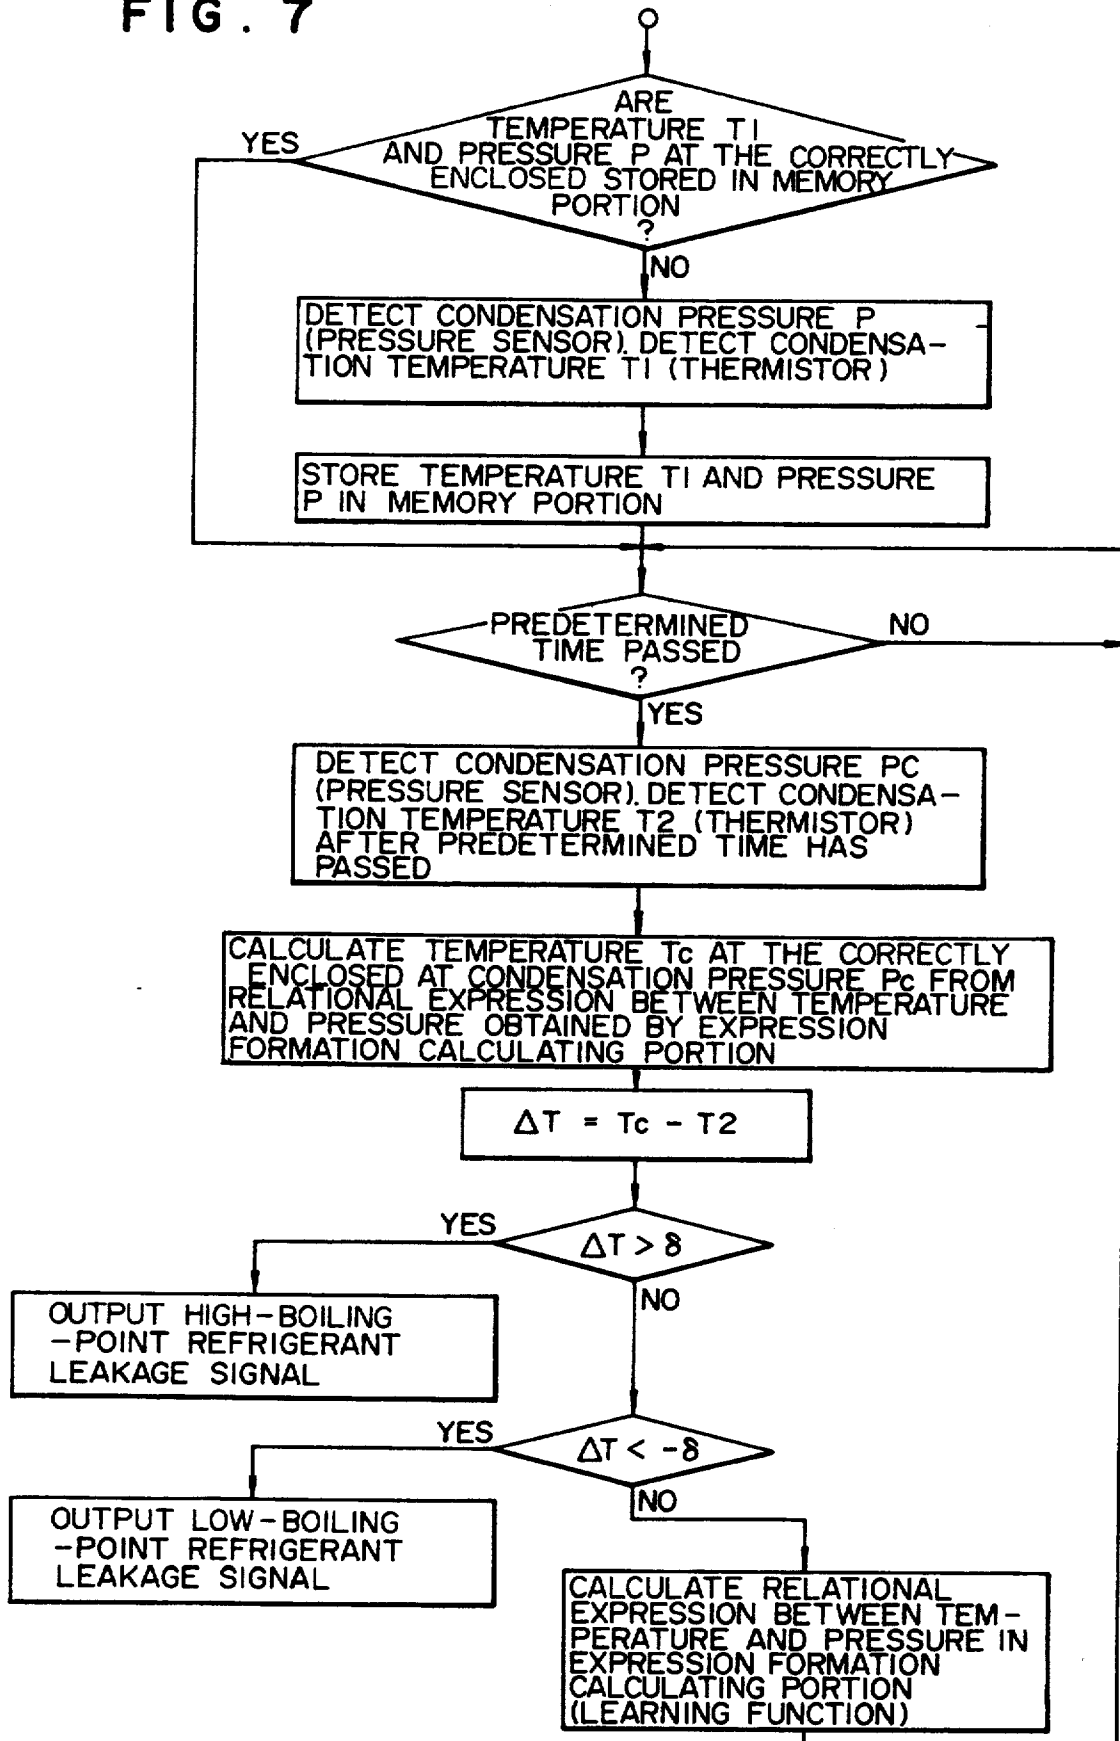 FIG. 7
ARE
TEMPERATURE T1
AND PRESSURE P AT THE CORRECTLY
ENCLOSED STORED IN MEMORY
PORTION
?
YES
NO
DETECT CONDENSATION PRESSURE P
(PRESSURE SENSOR). DETECT CONDENSA-
TION TEMPERATURE T1 (THERMISTOR)
STORE TEMPERATURE T1 AND PRESSURE
P IN MEMORY PORTION
PREDETERMINED
TIME PASSED
?
NO
YES
DETECT CONDENSATION PRESSURE PC
(PRESSURE SENSOR). DETECT CONDENSA-
TION TEMPERATURE T2 (THERMISTOR)
AFTER PREDETERMINED TIME HAS
PASSED
CALCULATE TEMPERATURE Tc AT THE CORRECTLY
ENCLOSED AT CONDENSATION PRESSURE Pc FROM
RELATIONAL EXPRESSION BETWEEN TEMPERATURE
AND PRESSURE OBTAINED BY EXPRESSION
FORMATION CALCULATING PORTION
ΔT = Tc - T2
YES
ΔT > δ
NO
OUTPUT HIGH-BOILING
-POINT REFRIGERANT
LEAKAGE SIGNAL
YES
ΔT < -δ
NO
OUTPUT LOW-BOILING
-POINT REFRIGERANT
LEAKAGE SIGNAL
CALCULATE RELATIONAL
EXPRESSION BETWEEN TEM-
PERATURE AND PRESSURE IN
EXPRESSION FORMATION
CALCULATING PORTION
(LEARNING FUNCTION)